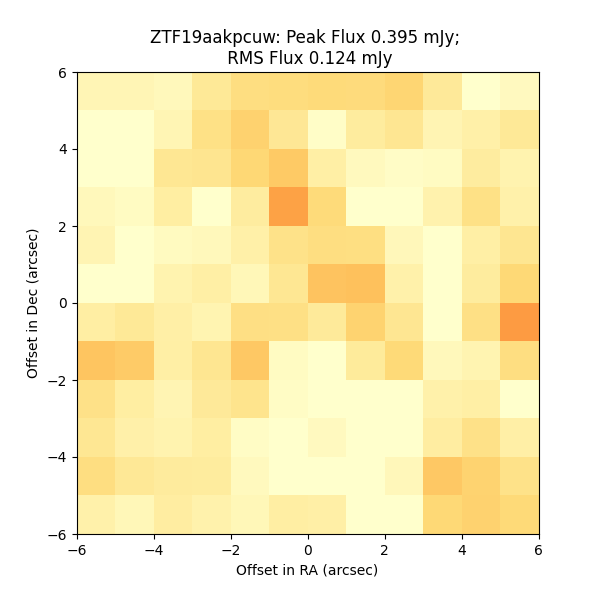 ZTF19aakpcuw: Peak Flux 0.395 mJy;
RMS Flux 0.124 mJy
6
4
2
0
−2
−4
−6
Offset in Dec (arcsec)
−6 −4 −2 0 2 4 6
Offset in RA (arcsec)